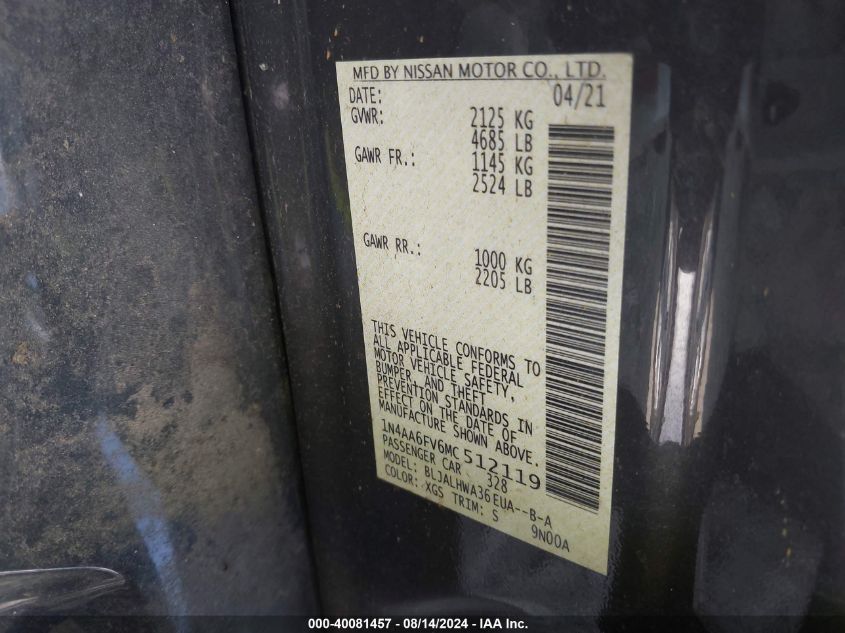 MFD BY NISSAN MOTOR CO., LTD.
DATE: 04/21
GVWR: 2125 KG
4685 LB
GAWR FR.: 1145 KG
2524 LB
GAWR RR.: 1000 KG
2205 LB
THIS VEHICLE CONFORMS TO
ALL APPLICABLE FEDERAL
MOTOR VEHICLE SAFETY,
BUMPER, AND THEFT
PREVENTION STANDARDS IN
EFFECT ON THE DATE OF
MANUFACTURE SHOWN ABOVE.
1N4AA6FV6MC512119
PASSENGER CAR 328
MODEL: BLJALHWA36EUA--B-A
COLOR: XGS TRIM: S 9N00A
000-40081457 - 08/14/2024 - IAA Inc.